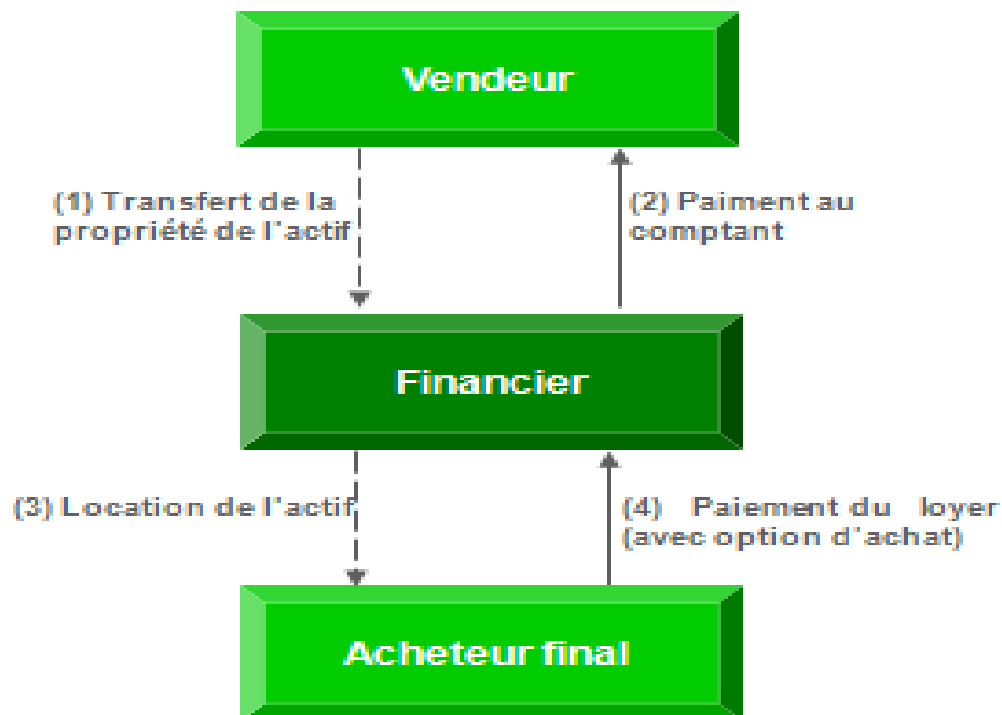 Vendeur
(1) Transfert de la
propriété de l'actif
(2) Paiment au
comptant
Financier
(3) Location de l'actif
(4) Paiement du loyer
(avec option d'achat)
Acheteur final